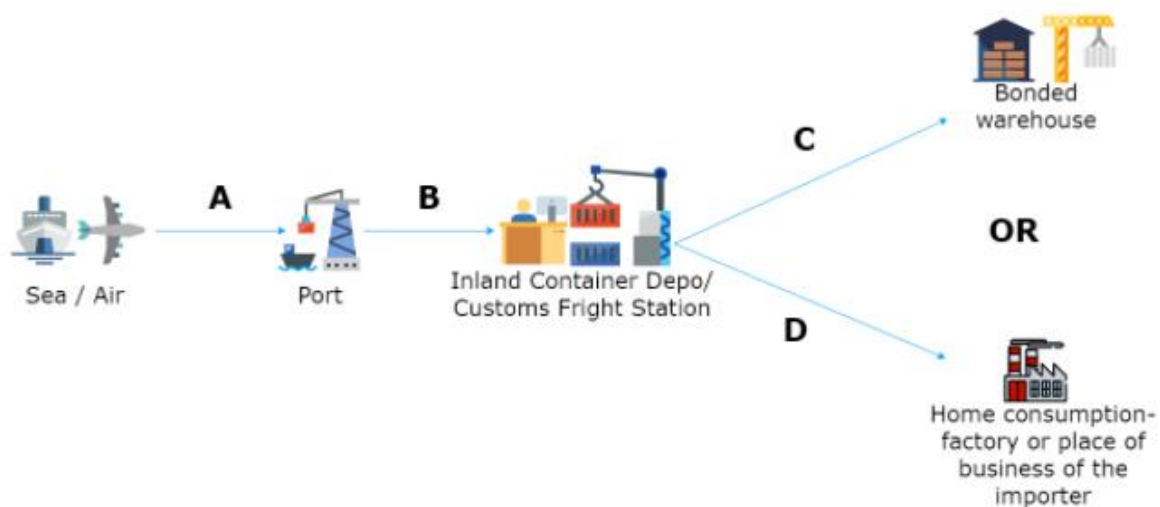 Bonded
warehouse
C
A
B
OR
Sea / Air
Port
Inland Container Depo/
Customs Fright Station
D
Home consumption-
factory or place of
business of the
importer